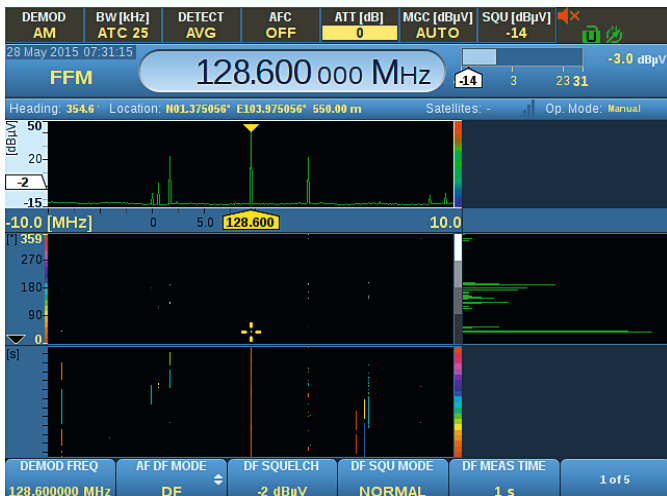 DEMOD BW [kHz] DETECT AFC ATT [dB] MGC [dBµV] SQU [dBµV]
AM ATC 25 AVG OFF 0 AUTO -14
28 May 2015 07:31:15
FFM 128.600 000 MHz
-3.0 dBµV
-14 3 23 31
Heading: 354.6° Location: N01.375056° E103.975056° 550.00 m Satellites: - Op. Mode: Manual
[dBµV]
50
20
-2
-15
-10.0 [MHz] 0 5.0 128.600 10.0
[°] 359
270
180
90
0
[s]
DEMOD FREQ AF DF MODE DF SQUELCH DF SQU MODE DF MEAS TIME 1 of 5
128.600000 MHz DF -2 dBµV NORMAL 1 s